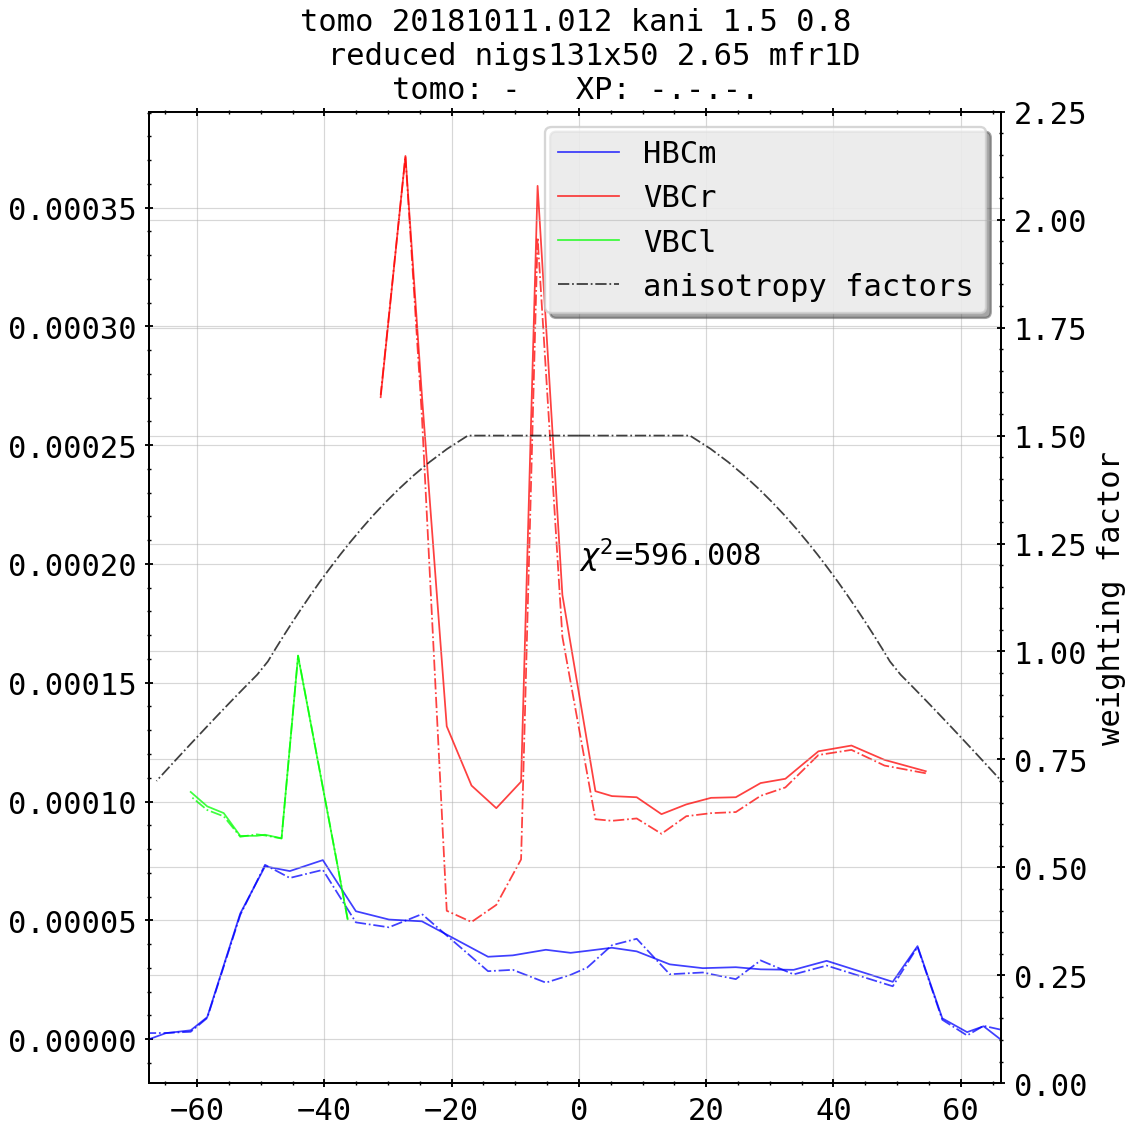 tomo 20181011.012 kani 1.5 0.8
reduced nigs131x50 2.65 mfr1D
tomo: -   XP: -.-.-.
HBCm
VBCr
VBCl
anisotropy factors
χ²=596.008
0.00035
0.00030
0.00025
0.00020
0.00015
0.00010
0.00005
0.00000
2.25
2.00
1.75
1.50
1.25
1.00
0.75
0.50
0.25
0.00
weighting factor
−60 −40 −20 0 20 40 60